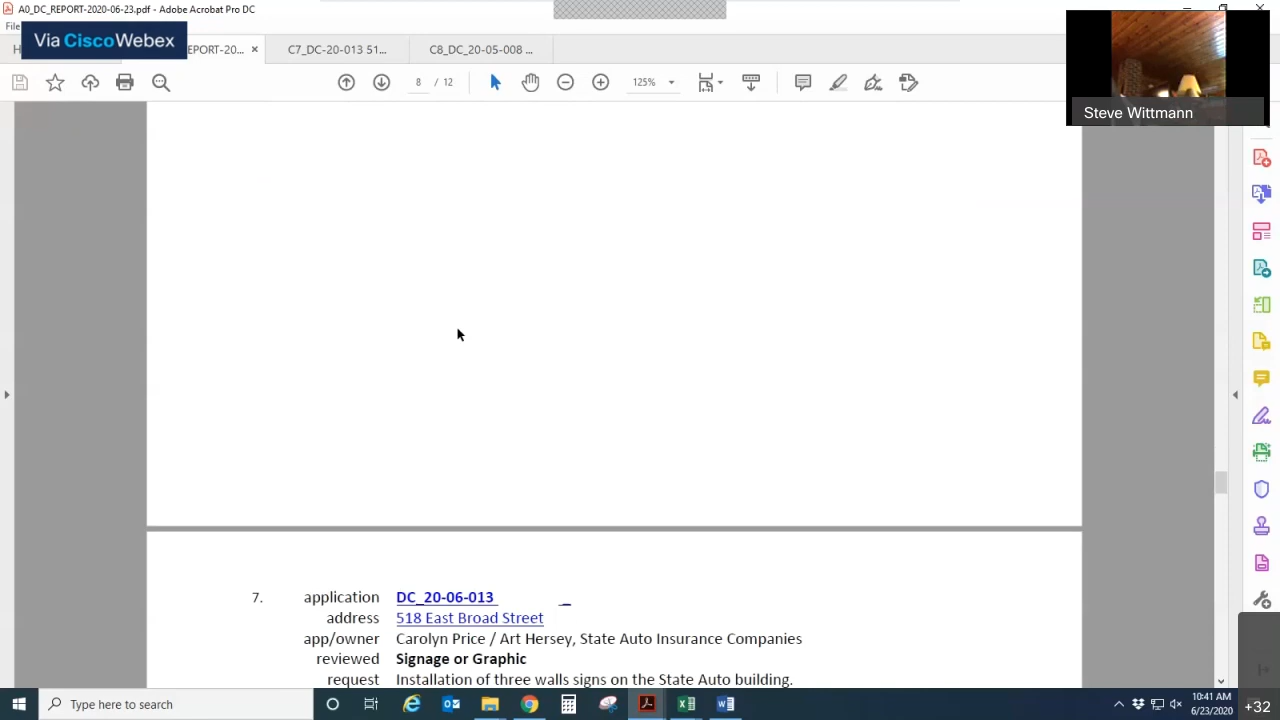 A0_DC_REPORT-2020-06-23.pdf - Adobe Acrobat Pro DC
Via Cisco Webex
EPORT-20... ×
C7_DC-20-013 51...
C8_DC_20-05-008 ...
8 / 12
125%
Steve Wittmann
7. application DC_20-06-013 _
address 518 East Broad Street
app/owner Carolyn Price / Art Hersey, State Auto Insurance Companies
reviewed Signage or Graphic
request Installation of three walls signs on the State Auto building.
Type here to search
10:41 AM
6/23/2020
+32